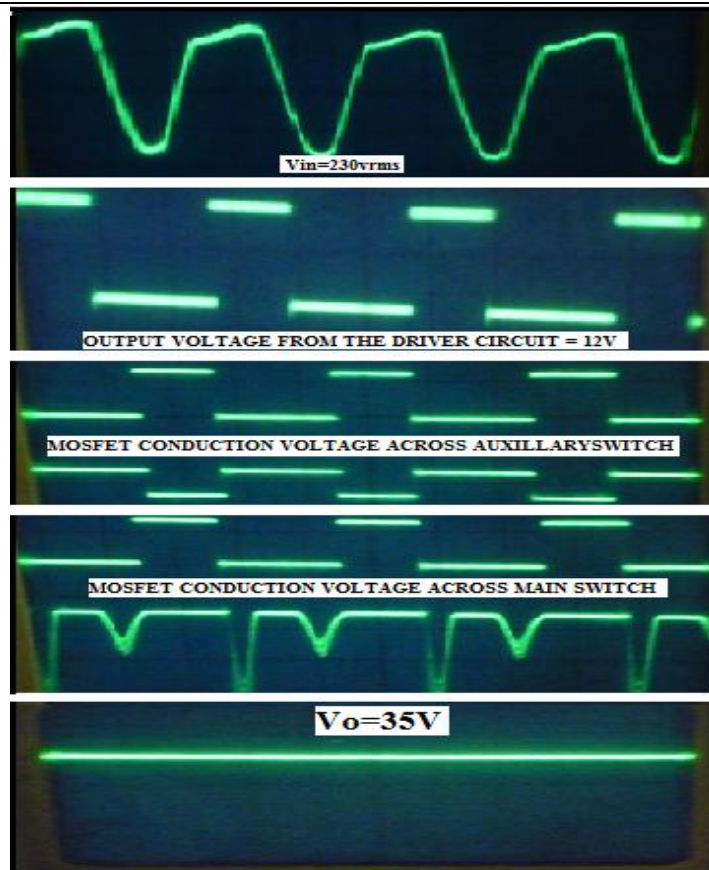 Vin=230vrms
OUTPUT VOLTAGE FROM THE DRIVER CIRCUIT = 12V
MOSFET CONDUCTION VOLTAGE ACROSS AUXILLARYSWITCH
MOSFET CONDUCTION VOLTAGE ACROSS MAIN SWITCH
Vo=35V